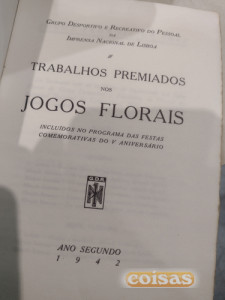 Grupo Desportivo e Recreativo do Pessoal
da
Imprensa Nacional de Lisboa
TRABALHOS PREMIADOS
NOS
JOGOS FLORAIS
INCLUÍDOS NO PROGRAMA DAS FESTAS
COMEMORATIVAS DO V ANIVERSÁRIO
ANO SEGUNDO
1942
coisas